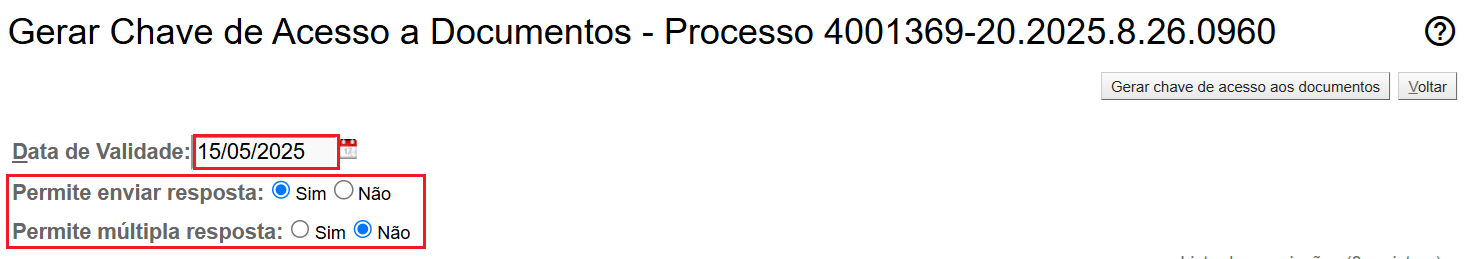 Gerar Chave de Acesso a Documentos - Processo 4001369-20.2025.8.26.0960
Gerar chave de acesso aos documentos Voltar
Data de Validade: 15/05/2025
Permite enviar resposta: Sim Não
Permite múltipla resposta: Sim Não